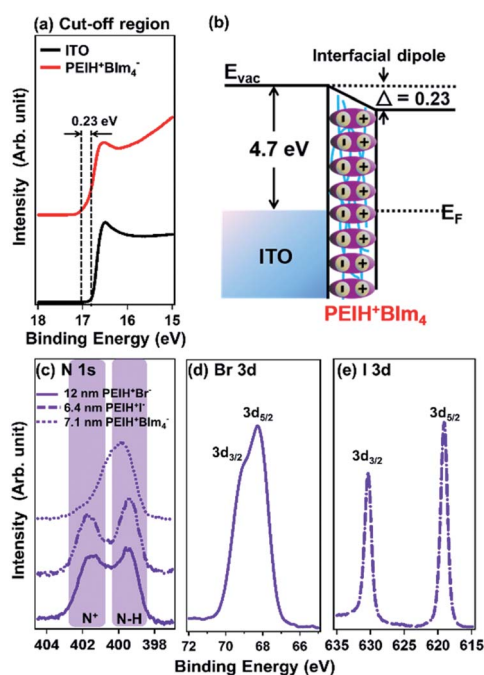 (a) Cut-off region
ITO
PEIH⁺BIm₄⁻
0.23 eV
Intensity (Arb. unit)
18 17 16 15
Binding Energy (eV)
(b)
Interfacial dipole
Evac
Δ = 0.23
4.7 eV
EF
ITO
PEIH⁺BIm₄
(c) N 1s
12 nm PEIH⁺Br⁻
6.4 nm PEIH⁺I⁻
7.1 nm PEIH⁺BIm₄⁻
Intensity (Arb. unit)
N⁺ N-H
404 402 400 398
(d) Br 3d
3d5/2
3d3/2
72 70 68 66
Binding Energy (eV)
(e) I 3d
3d5/2
3d3/2
635 630 625 620 615